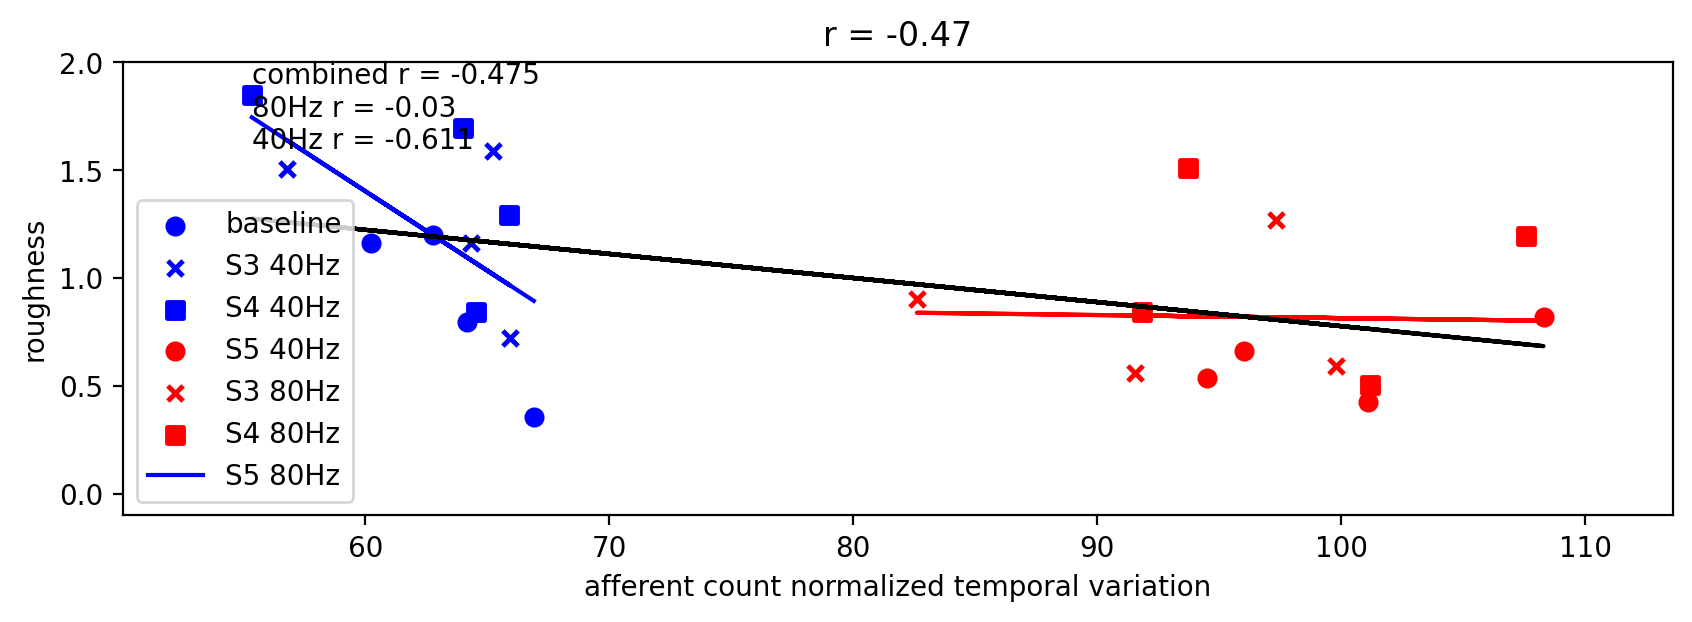 r = -0.47
combined r = -0.475
80Hz r = -0.03
40Hz r = -0.611
2.0
1.5
1.0
0.5
0.0
roughness
baseline
S3 40Hz
S4 40Hz
S5 40Hz
S3 80Hz
S4 80Hz
S5 80Hz
60 70 80 90 100 110
afferent count normalized temporal variation